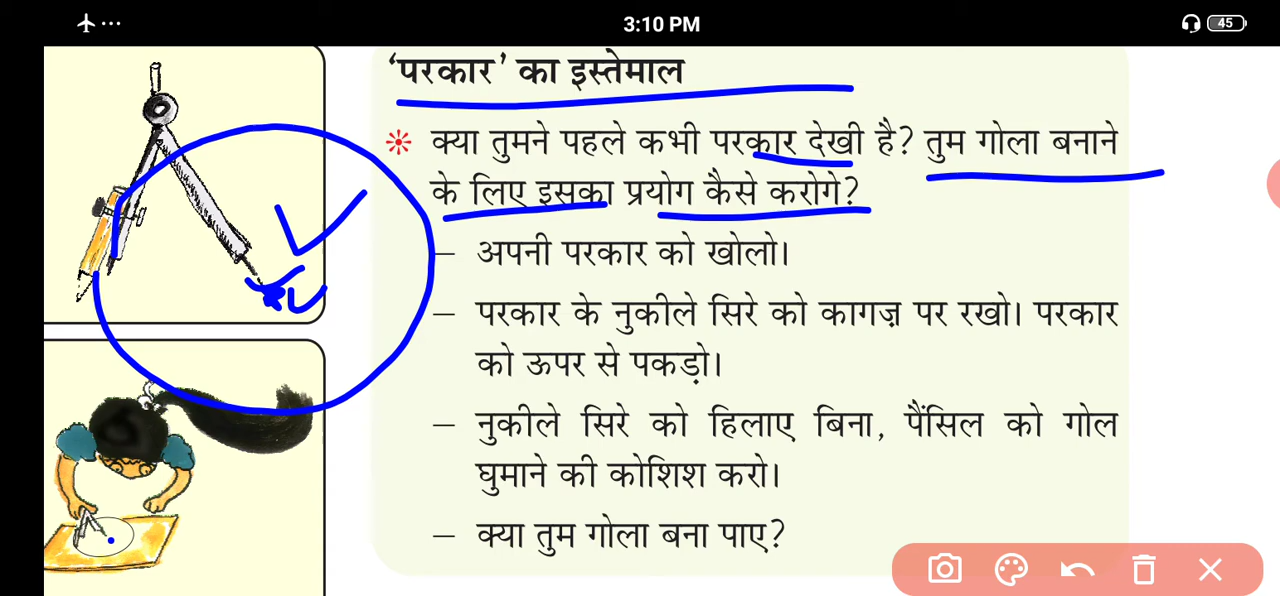 3:10 PM
45
‘परकार’ का इस्तेमाल
क्या तुमने पहले कभी परकार देखी है? तुम गोला बनाने
के लिए इसका प्रयोग कैसे करोगे?
– अपनी परकार को खोलो।
– परकार के नुकीले सिरे को कागज़ पर रखो। परकार
को ऊपर से पकड़ो।
– नुकीले सिरे को हिलाए बिना, पैंसिल को गोल
घुमाने की कोशिश करो।
– क्या तुम गोला बना पाए?